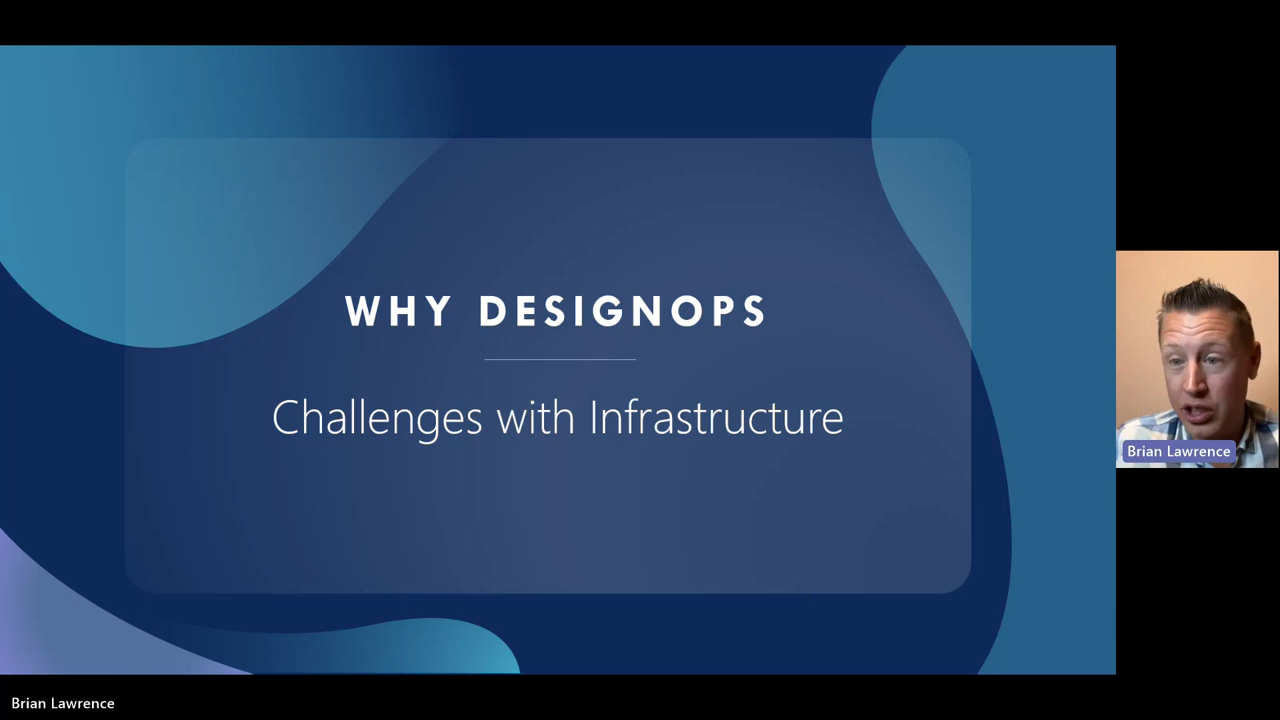 WHY DESIGNOPS
Challenges with Infrastructure
Brian Lawrence
Brian Lawrence